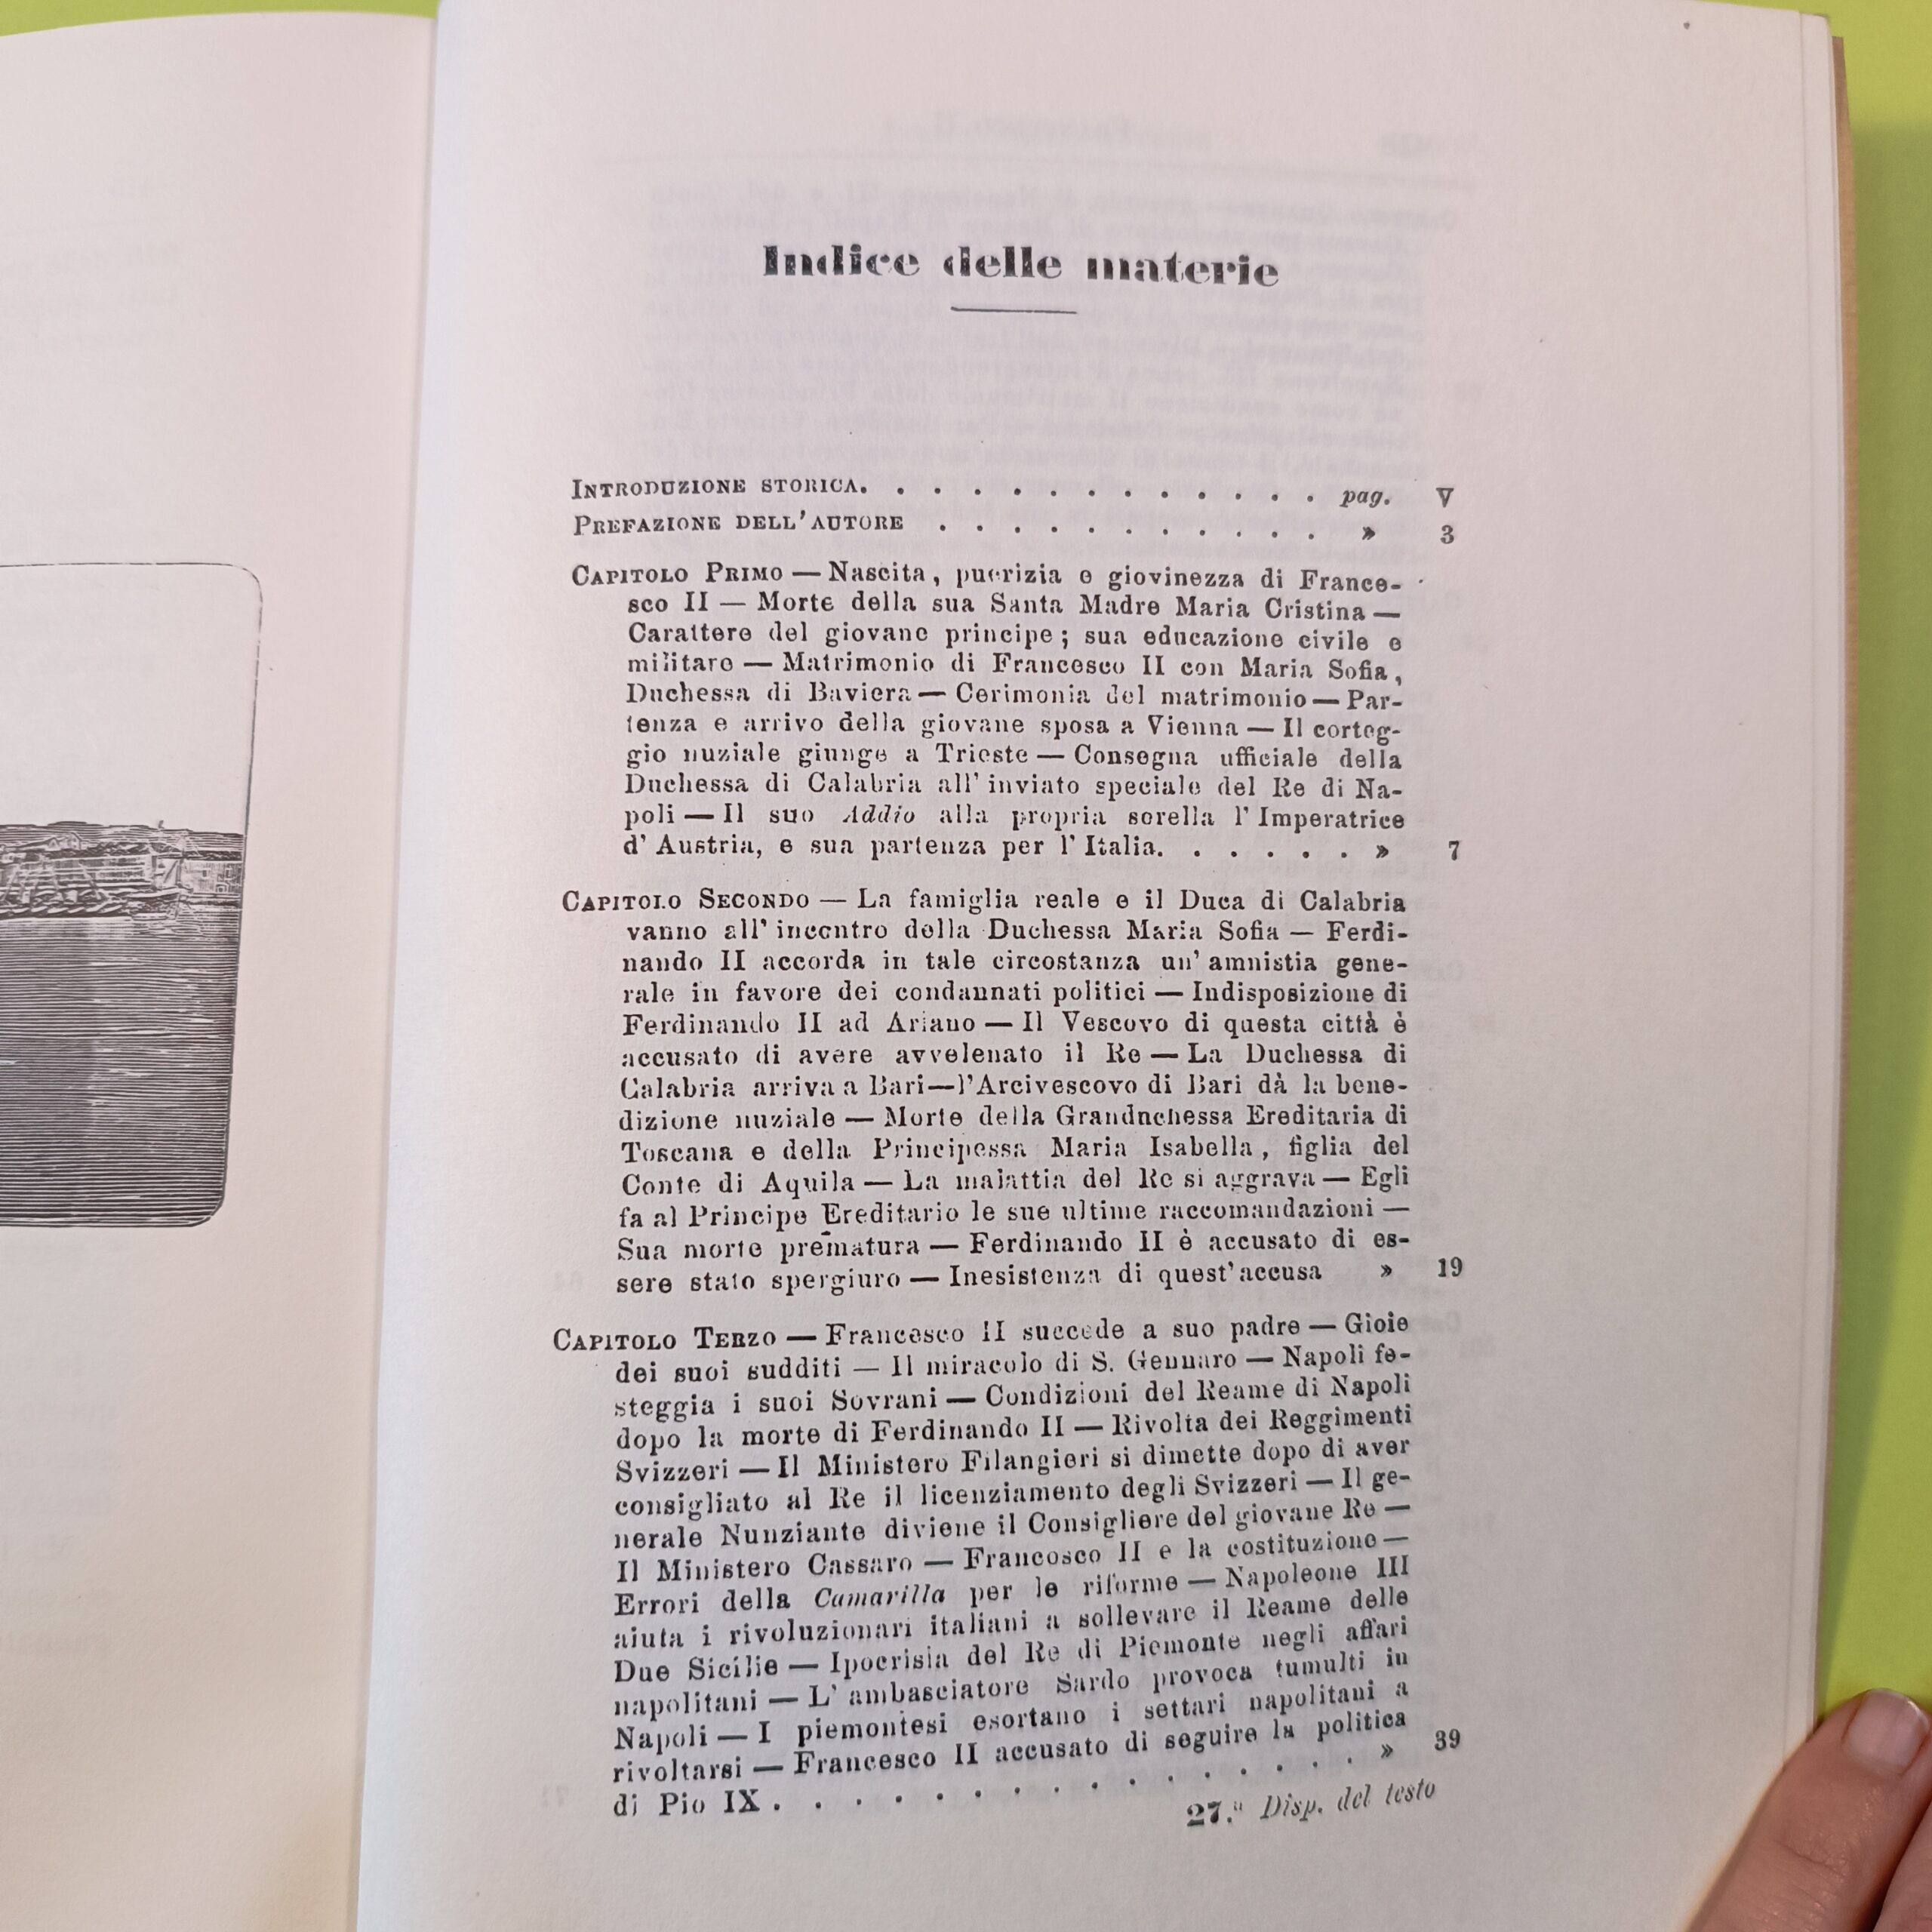 Indice delle materie
INTRODUZIONE STORICA. . . . . . . . . . . . . pag. V
PREFAZIONE DELL'AUTORE . . . . . . . . . . . » 3
CAPITOLO PRIMO — Nascita, puerizia e giovinezza di France-
sco II — Morte della sua Santa Madre Maria Cristina —
Carattere del giovane principe; sua educazione civile e
militare — Matrimonio di Francesco II con Maria Sofia,
Duchessa di Baviera — Cerimonia del matrimonio — Par-
tenza e arrivo della giovane sposa a Vienna — Il corteg-
gio nuziale giunge a Trieste — Consegna ufficiale della
Duchessa di Calabria all'inviato speciale del Re di Na-
poli — Il suo Addio alla propria sorella l'Imperatrice
d'Austria, e sua partenza per l'Italia. . . . . . » 7
CAPITOLO SECONDO — La famiglia reale e il Duca di Calabria
vanno all'incontro della Duchessa Maria Sofia — Ferdi-
nando II accorda in tale circostanza un'amnistia gene-
rale in favore dei condannati politici — Indisposizione di
Ferdinando II ad Ariano — Il Vescovo di questa città è
accusato di avere avvelenato il Re — La Duchessa di
Calabria arriva a Bari—l'Arcivescovo di Bari dà la bene-
dizione nuziale — Morte della Grandnchessa Ereditaria di
Toscana e della Principessa Maria Isabella, figlia del
Conte di Aquila — La malattia del Re si aggrava — Egli
fa al Principe Ereditario le sue ultime raccomandazioni —
Sua morte prematura — Ferdinando II è accusato di es-
sere stato spergiuro — Inesistenza di quest'accusa » 19
CAPITOLO TERZO — Francesco II succede a suo padre — Gioie
dei suoi sudditi — Il miracolo di S. Gennaro — Napoli fe-
steggia i suoi Sovrani — Condizioni del Reame di Napoli
dopo la morte di Ferdinando II — Rivolta dei Reggimenti
Svizzeri — Il Ministero Filangieri si dimette dopo di aver
consigliato al Re il licenziamento degli Svizzeri — Il ge-
nerale Nunziante diviene il Consigliere del giovane Re —
Il Ministero Cassaro — Francesco II e la costituzione —
Errori della Camarilla per le riforme — Napoleone III
aiuta i rivoluzionari italiani a sollevare il Reame delle
Due Sicilie — Ipocrisia del Re di Piemonte negli affari
napolitani — L'ambasciatore Sardo provoca tumulti in
Napoli — I piemontesi esortano i settari napolitani a
rivoltarsi — Francesco II accusato di seguire la politica
di Pio IX . . . . . . . . . . . . . . . » 39
27.a Disp. del testo